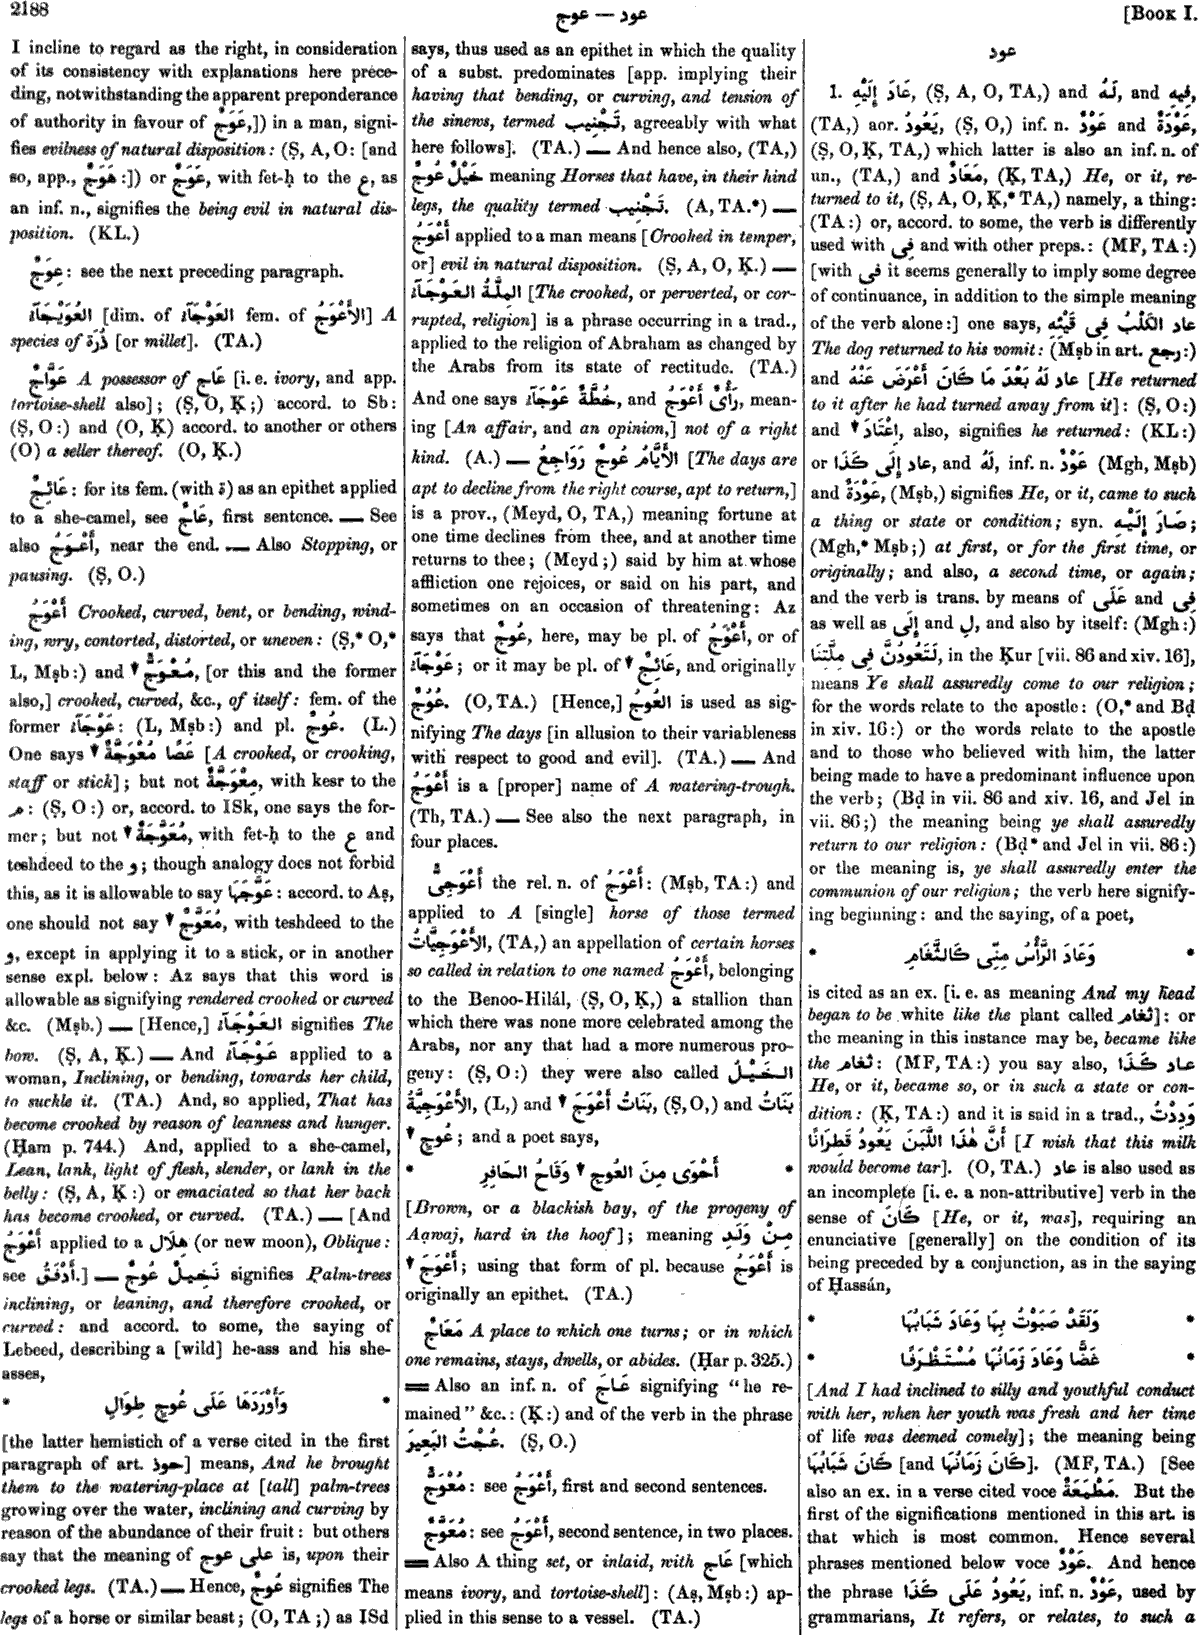 2188
عود — عوج
[BOOK I.
I incline to regard as the right, in consideration
of its consistency with explanations here prece-
ding, notwithstanding the apparent preponderance
of authority in favour of عَوَجٌ,]) in a man, signi-
fies evilness of natural disposition: (Ṣ, A, O: [and
so, app., هَوَجٌ:]) or عَوَجٌ, with fet-ḥ to the ع, as
an inf. n., signifies the being evil in natural dis-
position. (KL.)
عِوَجٌ: see the next preceding paragraph.
العُوَيْجَآءُ [dim. of العَوْجَآءُ fem. of الأَعْوَجُ] A
species of ذُرَة [or millet]. (TA.)
عَوَّاجٌ A possessor of عَاج [i. e. ivory, and app.
tortoise-shell also]; (Ṣ, O, Ḳ;) accord. to Sb:
(Ṣ, O:) and (O, Ḳ) accord. to another or others
(O) a seller thereof. (O, Ḳ.)
عَائِجٌ: for its fem. (with ة) as an epithet applied
to a she-camel, see عَاجٌ, first sentence. — See
also أَعْوَجُ, near the end. — Also Stopping, or
pausing. (Ṣ, O.)
أَعْوَجُ Crooked, curved, bent, or bending, wind-
ing, wry, contorted, distorted, or uneven: (Ṣ,* O,*
L, Mṣb:) and ▼ مُعْوَجٌّ, [or this and the former
also,] crooked, curved, &c., of itself: fem. of the
former عَوْجَآءُ: (L, Mṣb:) and pl. عُوجٌ. (L.)
One says ▼ عَصًا مُعْوَجَّةٌ [A crooked, or crooking,
staff or stick]; but not مِعْوَجَّةٌ, with kesr to the
م: (Ṣ, O:) or, accord. to ISk, one says the for-
mer; but not ▼ مُعَوَّجَةٌ, with fet-ḥ to the ع and
teshdeed to the و; though analogy does not forbid
this, as it is allowable to say عَوَّجَهَا: accord. to Aṣ,
one should not say ▼ مُعَوَّجٌ, with teshdeed to the
و, except in applying it to a stick, or in another
sense expl. below: Az says that this word is
allowable as signifying rendered crooked or curved
&c. (Mṣb.) — [Hence,] العَوْجَآءُ signifies The
bow. (Ṣ, A, Ḳ.) — And عَوْجَآءُ applied to a
woman, Inclining, or bending, towards her child,
to suckle it. (TA.) And, so applied, That has
become crooked by reason of leanness and hunger.
(Ḥam p. 744.) And, applied to a she-camel,
Lean, lank, light of flesh, slender, or lank in the
belly: (Ṣ, A, Ḳ:) or emaciated so that her back
has become crooked, or curved. (TA.) — [And
أَعْوَجُ applied to a هِلَال (or new moon), Oblique:
see أَدْفَقُ.] — نَخِيلٌ عُوجٌ signifies Palm-trees
inclining, or leaning, and therefore crooked, or
curved: and accord. to some, the saying of
Lebeed, describing a [wild] he-ass and his she-
asses,
* وَأَوْرَدَهَا عَلَى عُوجٍ طِوَالِ *
[the latter hemistich of a verse cited in the first
paragraph of art. حوذ] means, And he brought
them to the watering-place at [tall] palm-trees
growing over the water, inclining and curving by
reason of the abundance of their fruit: but others
say that the meaning of على عوج is, upon their
crooked legs. (TA.) — Hence, عُوجٌ signifies The
legs of a horse or similar beast; (O, TA;) as ISd
says, thus used as an epithet in which the quality
of a subst. predominates [app. implying their
having that bending, or curving, and tension of
the sinews, termed تَجْنِيب, agreeably with what
here follows]. (TA.) — And hence also, (TA,)
خَيْلٌ عُوجٌ meaning Horses that have, in their hind
legs, the quality termed تَجْنِيب. (A, TA.*) —
أَعْوَجُ applied to a man means [Crooked in temper,
or] evil in natural disposition. (Ṣ, A, O, Ḳ.) —
المِلَّةُ العَوْجَآءُ [The crooked, or perverted, or cor-
rupted, religion] is a phrase occurring in a trad.,
applied to the religion of Abraham as changed by
the Arabs from its state of rectitude. (TA.)
And one says خُطَّةٌ عَوْجَآءُ, and رَأْىٌ أَعْوَجُ, mean-
ing [An affair, and an opinion,] not of a right
kind. (A.) — الأَيَّامُ عُوجٌ رَوَاجِعُ [The days are
apt to decline from the right course, apt to return,]
is a prov., (Meyd, O, TA,) meaning fortune at
one time declines from thee, and at another time
returns to thee; (Meyd;) said by him at whose
affliction one rejoices, or said on his part, and
sometimes on an occasion of threatening: Az
says that عُوجٌ, here, may be pl. of أَعْوَجُ, or of
عَوْجَآءُ; or it may be pl. of ▼ عَائِجٌ, and originally
عُوُجٌ. (O, TA.) [Hence,] العُوجُ is used as sig-
nifying The days [in allusion to their variableness
with respect to good and evil]. (TA.) — And
أَعْوَجُ is a [proper] name of A watering-trough.
(Th, TA.) — See also the next paragraph, in
four places.
أَعْوَجِىٌّ the rel. n. of أَعْوَجُ: (Mṣb, TA:) and
applied to A [single] horse of those termed
الأَعْوَجِيَّاتُ, (TA,) an appellation of certain horses
so called in relation to one named أَعْوَجُ, belonging
to the Benoo-Hilál, (Ṣ, O, Ḳ,) a stallion than
which there was none more celebrated among the
Arabs, nor any that had a more numerous pro-
geny: (Ṣ, O:) they were also called الخَيْلُ
الأَعْوَجِيَّةُ, (L,) and ▼ بَنَاتُ أَعْوَجَ, (Ṣ, O,) and بَنَاتُ
▼ عُوجٍ; and a poet says,
* أَحْوَى مِنَ العُوجِ ▼ وَقَاحُ الحَافِرِ *
[Brown, or a blackish bay, of the progeny of
Aạwaj, hard in the hoof]; meaning مِنْ وَلَدِ
▼ أَعْوَجَ; using that form of pl. because أَعْوَجُ is
originally an epithet. (TA.)
مَعَاجٌ A place to which one turns; or in which
one remains, stays, dwells, or abides. (Ḥar p. 325.)
═ Also an inf. n. of عَاجَ signifying “he re-
mained” &c.: (Ḳ:) and of the verb in the phrase
عُجْتُ البَعِيرَ. (Ṣ, O.)
مُعْوَجٌّ: see أَعْوَجُ, first and second sentences.
مُعَوَّجٌ: see أَعْوَجُ, second sentence, in two places.
═ Also A thing set, or inlaid, with عَاج [which
means ivory, and tortoise-shell]: (Aṣ, Mṣb:) ap-
plied in this sense to a vessel. (TA.)
عود
1. عَادَ إِلَيْهِ, (Ṣ, A, O, TA,) and لَهُ, and فِيهِ,
(TA,) aor. يَعُودُ, (Ṣ, O,) inf. n. عَوْدٌ and عَوْدَةٌ,
(Ṣ, O, Ḳ, TA,) which latter is also an inf. n. of
un., (TA,) and مَعَادٌ, (Ḳ, TA,) He, or it, re-
turned to it, (Ṣ, A, O, Ḳ,* TA,) namely, a thing:
(TA:) or, accord. to some, the verb is differently
used with فِى and with other preps.: (MF, TA:)
[with فى it seems generally to imply some degree
of continuance, in addition to the simple meaning
of the verb alone:] one says, عاد الكَلْبُ فِى قَيْئِهِ
The dog returned to his vomit: (Mṣb in art. رجع:)
and عاد لَهُ بَعْدَ مَا كَانَ أَعْرَضَ عَنْهُ [He returned
to it after he had turned away from it]: (Ṣ, O:)
and ▼ اِعْتَادَ, also, signifies he returned: (KL:)
or عاد إِلَى كَذَا, and لَهُ, inf. n. عَوْدٌ (Mgh, Mṣb)
and عَوْدَةٌ, (Mṣb,) signifies He, or it, came to such
a thing or state or condition; syn. صَارَ إِلَيْهِ;
(Mgh,* Mṣb;) at first, or for the first time, or
originally; and also, a second time, or again;
and the verb is trans. by means of عَلَى and فِى
as well as إِلَى and لِ, and also by itself: (Mgh:)
لَتَعُودُنَّ فِى مِلَّتِنَا, in the Ḳur [vii. 86 and xiv. 16],
means Ye shall assuredly come to our religion;
for the words relate to the apostle: (O,* and Bḍ
in xiv. 16:) or the words relate to the apostle
and to those who believed with him, the latter
being made to have a predominant influence upon
the verb; (Bḍ in vii. 86 and xiv. 16, and Jel in
vii. 86;) the meaning being ye shall assuredly
return to our religion: (Bḍ* and Jel in vii. 86:)
or the meaning is, ye shall assuredly enter the
communion of our religion; the verb here signify-
ing beginning: and the saying, of a poet,
* وَعَادَ الرَّأْسُ مِنِّى كَالثَّغَامِ *
is cited as an ex. [i. e. as meaning And my head
began to be white like the plant called ثَغَام]: or
the meaning in this instance may be, became like
the ثغام: (MF, TA:) you say also, عاد كَذَا
He, or it, became so, or in such a state or con-
dition: (Ḳ, TA:) and it is said in a trad., وَدِدْتُ
أَنَّ هٰذَا اللَّبَنَ يَعُودُ قَطِرَانًا [I wish that this milk
would become tar]. (O, TA.) عاد is also used as
an incomplete [i. e. a non-attributive] verb in the
sense of كَانَ [He, or it, was], requiring an
enunciative [generally] on the condition of its
being preceded by a conjunction, as in the saying
of Ḥassán,
* وَلَقَدْ صَبَوْتُ بِهَا وَعَادَ شَبَابُهَا *
* غَضًّا وَعَادَ زَمَانُهَا مُسْتَظْرَفًا *
[And I had inclined to silly and youthful conduct
with her, when her youth was fresh and her time
of life was deemed comely]; the meaning being
كَانَ شَبَابُهَا [and كَانَ زَمَانُهَا]. (MF, TA.) [See
also an ex. in a verse cited voce مَطْمَعَةٌ. But the
first of the significations mentioned in this art. is
that which is most common. Hence several
phrases mentioned below voce عَوْدٌ. And hence
the phrase يَعُودُ عَلَى كَذَا, inf. n. عَوْدٌ, used by
grammarians, It refers, or relates, to such a